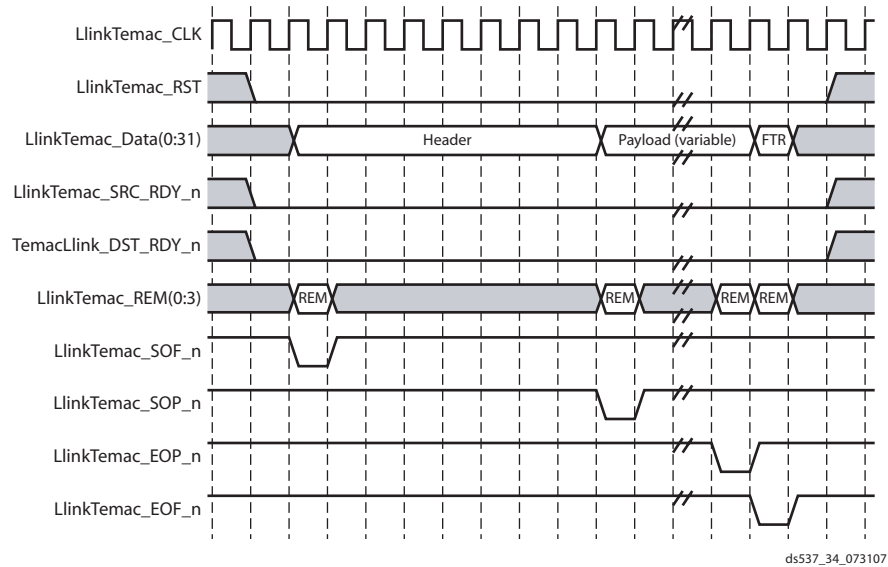 LlinkTemac_CLK
LlinkTemac_RST
LlinkTemac_Data(0:31)
Header
Payload (variable)
FTR
LlinkTemac_SRC_RDY_n
TemacLlink_DST_RDY_n
LlinkTemac_REM(0:3)
REM
REM
REM
REM
LlinkTemac_SOF_n
LlinkTemac_SOP_n
LlinkTemac_EOP_n
LlinkTemac_EOF_n
ds537_34_073107